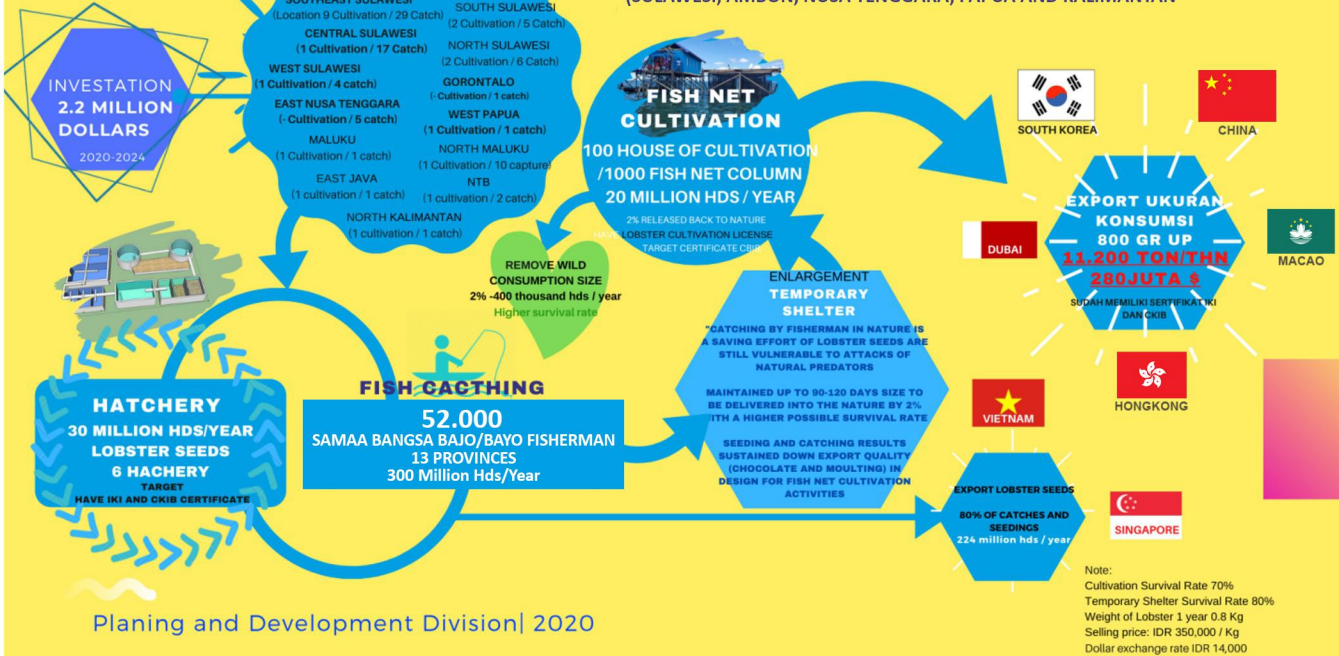 (SULAWESI, AMBON, NUSA TENGGARA, PAPUA AND KALIMANTAN
INVESTATION
2.2 MILLION
DOLLARS
2020-2024
SOUTHEAST SULAWESI
(Location 9 Cultivation / 29 Catch)
SOUTH SULAWESI
(2 Cultivation / 5 Catch)
CENTRAL SULAWESI
(1 Cultivation / 17 Catch)
NORTH SULAWESI
(2 Cultivation / 6 Catch)
WEST SULAWESI
(1 Cultivation / 4 catch)
GORONTALO
(- Cultivation / 1 catch)
EAST NUSA TENGGARA
(- Cultivation / 5 catch)
WEST PAPUA
(1 Cultivation / 1 catch)
MALUKU
(1 Cultivation / 1 catch)
NORTH MALUKU
(1 Cultivation / 10 capture)
EAST JAVA
(1 cultivation / 1 catch)
NTB
(1 cultivation / 2 catch)
NORTH KALIMANTAN
(1 cultivation / 1 catch)
FISH NET
CULTIVATION
100 HOUSE OF CULTIVATION
/1000 FISH NET COLUMN
20 MILLION HDS / YEAR
2% RELEASED BACK TO NATURE
HAVE LOBSTER CULTIVATION LICENSE
TARGET CERTIFICATE CBIB
SOUTH KOREA
CHINA
DUBAI
MACAO
EXPORT UKURAN
KONSUMSI
800 GR UP
11.200 TON/THN
280JUTA $
SUDAH MEMILIKI SERTIFIKAT IKI
DAN CKIB
HONGKONG
REMOVE WILD
CONSUMPTION SIZE
2% -400 thousand hds / year
Higher survival rate
ENLARGEMENT
TEMPORARY
SHELTER
"CATCHING BY FISHERMAN IN NATURE IS
A SAVING EFFORT OF LOBSTER SEEDS ARE
STILL VULNERABLE TO ATTACKS OF
NATURAL PREDATORS
MAINTAINED UP TO 90-120 DAYS SIZE TO
BE DELIVERED INTO THE NATURE BY 2%
WITH A HIGHER POSSIBLE SURVIVAL RATE
SEEDING AND CATCHING RESULTS
SUSTAINED DOWN EXPORT QUALITY
(CHOCOLATE AND MOULTING) IN
DESIGN FOR FISH NET CULTIVATION
ACTIVITIES
HATCHERY
30 MILLION HDS/YEAR
LOBSTER SEEDS
6 HACHERY
TARGET
HAVE IKI AND CKIB CERTIFICATE
FISH CACTHING
52.000
SAMAA BANGSA BAJO/BAYO FISHERMAN
13 PROVINCES
300 Million Hds/Year
VIETNAM
EXPORT LOBSTER SEEDS
80% OF CATCHES AND
SEEDINGS
224 million hds / year
SINGAPORE
Note:
Cultivation Survival Rate 70%
Temporary Shelter Survival Rate 80%
Weight of Lobster 1 year 0.8 Kg
Selling price: IDR 350,000 / Kg
Dollar exchange rate IDR 14,000
Planing and Development Division| 2020